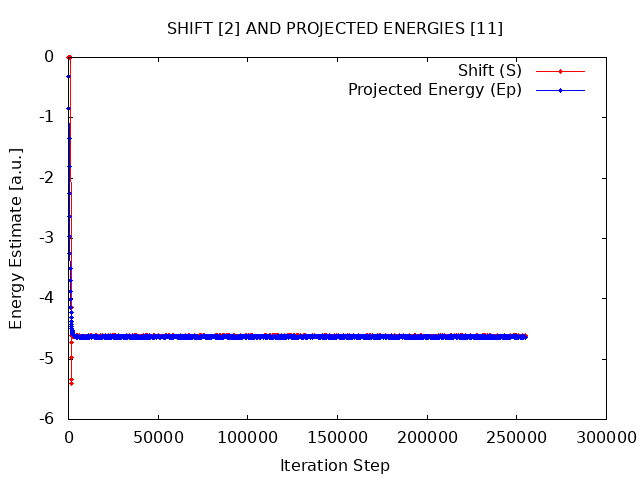 SHIFT [2] AND PROJECTED ENERGIES [11]
Shift (S)
Projected Energy (Ep)
0
-1
-2
-3
-4
-5
-6
Energy Estimate [a.u.]
0 50000 100000 150000 200000 250000 300000
Iteration Step